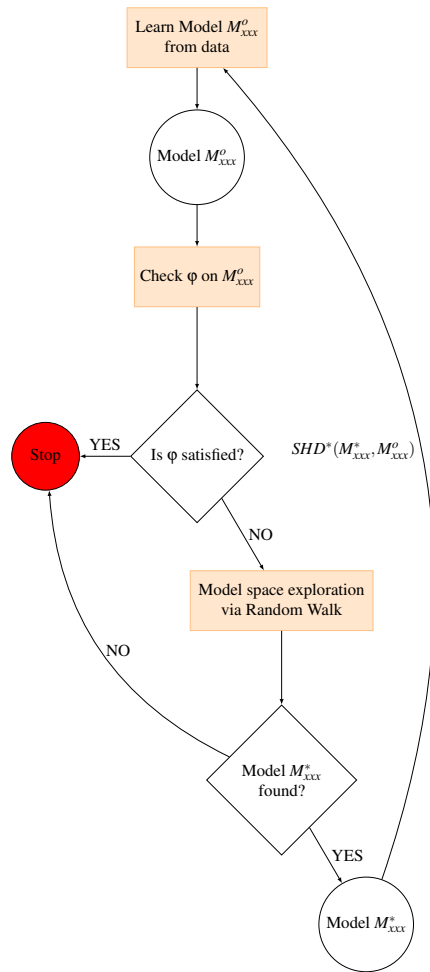 Learn Model $M^o_{xxx}$
from data
Model $M^o_{xxx}$
Check φ on $M^o_{xxx}$
Is φ satisfied?
YES
Stop
$SHD^*(M^*_{xxx}, M^o_{xxx})$
NO
Model space exploration
via Random Walk
NO
Model $M^*_{xxx}$
found?
YES
Model $M^*_{xxx}$